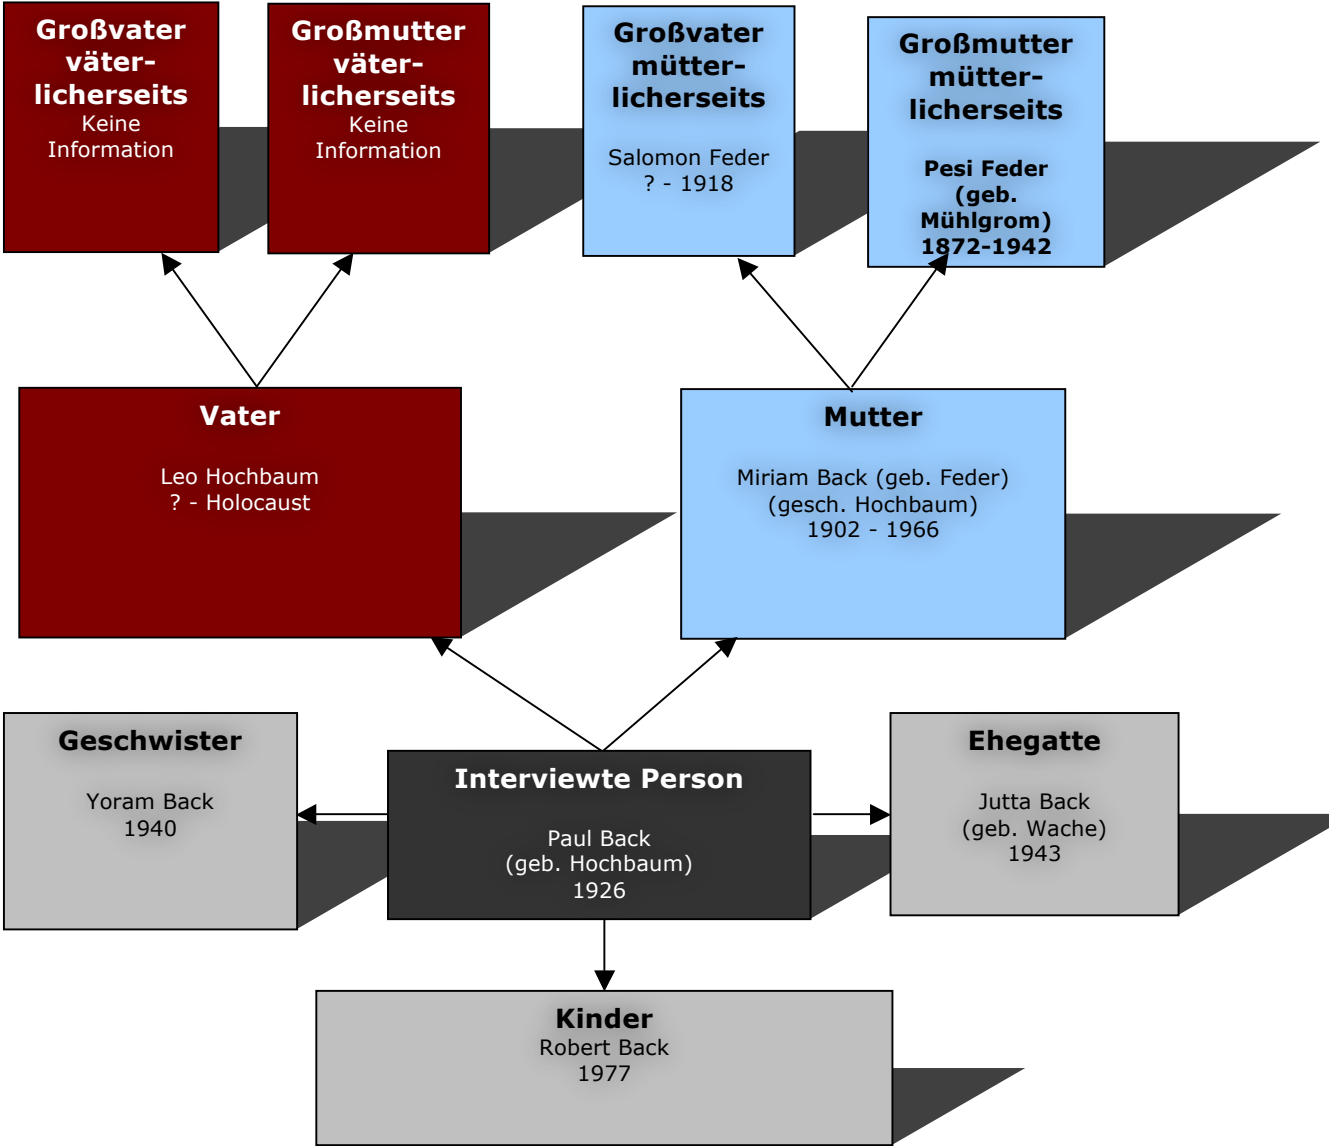 Großvater
väter-
licherseits
Keine
Information
Großmutter
väter-
licherseits
Keine
Information
Großvater
mütter-
licherseits
Salomon Feder
? - 1918
Großmutter
mütter-
licherseits
Pesi Feder
(geb.
Mühlgrom)
1872-1942
Vater
Leo Hochbaum
? - Holocaust
Mutter
Miriam Back (geb. Feder)
(gesch. Hochbaum)
1902 - 1966
Geschwister
Yoram Back
1940
Interviewte Person
Paul Back
(geb. Hochbaum)
1926
Ehegatte
Jutta Back
(geb. Wache)
1943
Kinder
Robert Back
1977